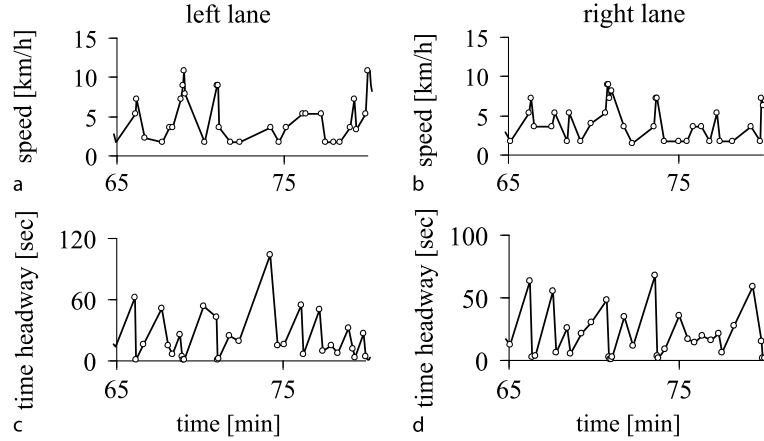 left lane
right lane
speed [km/h]
15
10
5
0
65
75
a
speed [km/h]
15
10
5
0
65
75
b
time headway [sec]
120
60
0
65
75
time [min]
c
time headway [sec]
100
50
0
65
75
time [min]
d